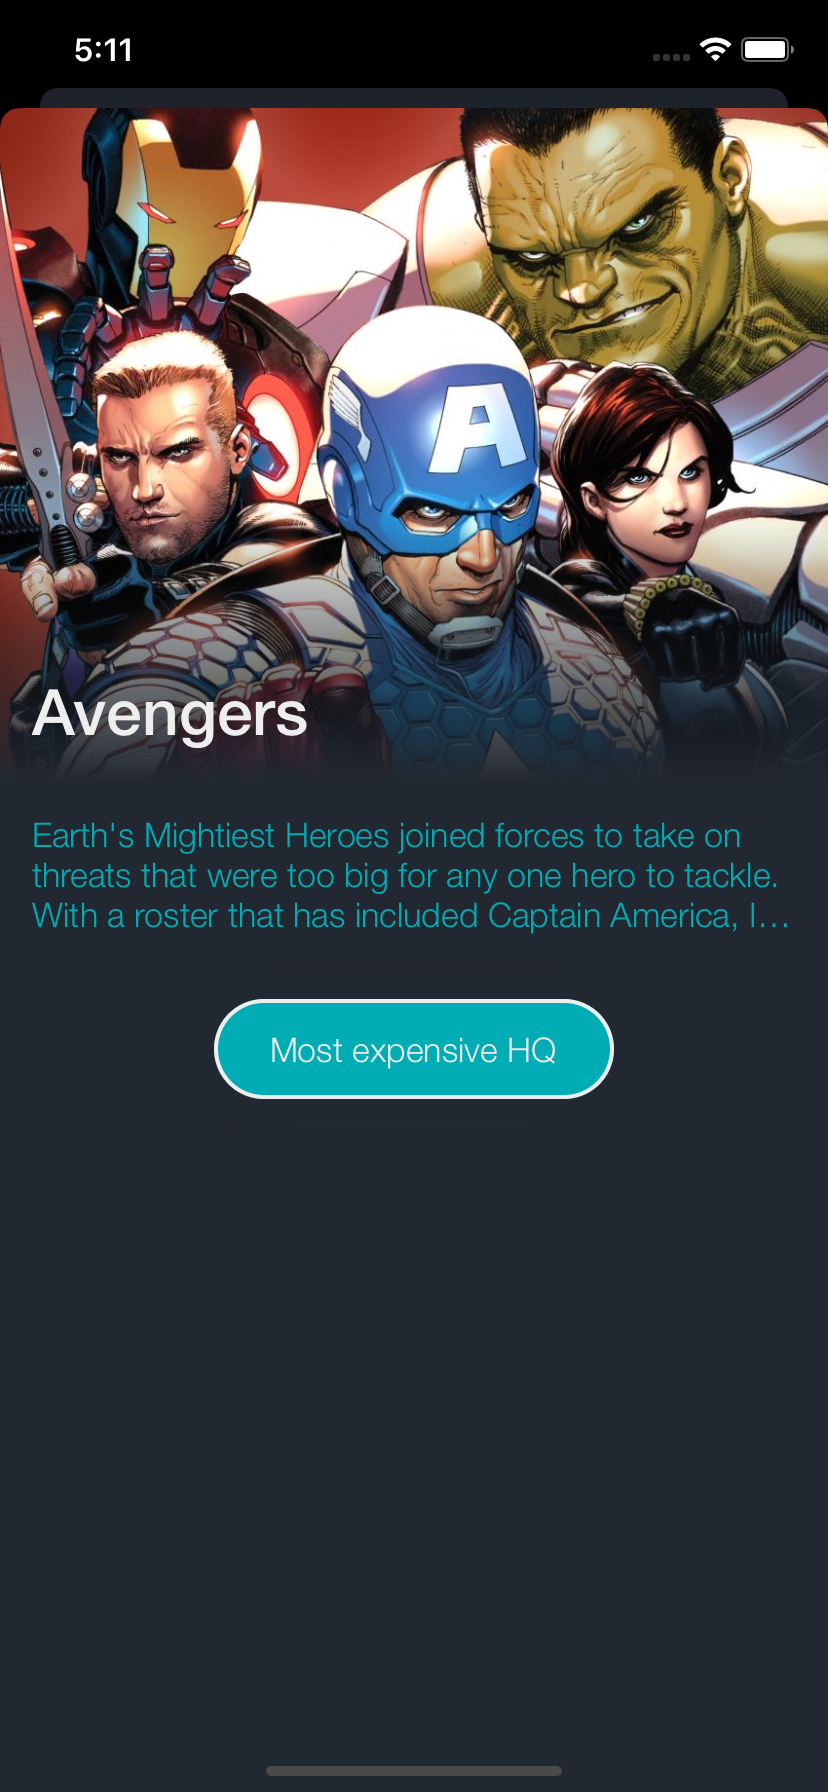 5:11
A
Avengers
Earth's Mightiest Heroes joined forces to take on
threats that were too big for any one hero to tackle.
With a roster that has included Captain America, I...
Most expensive HQ